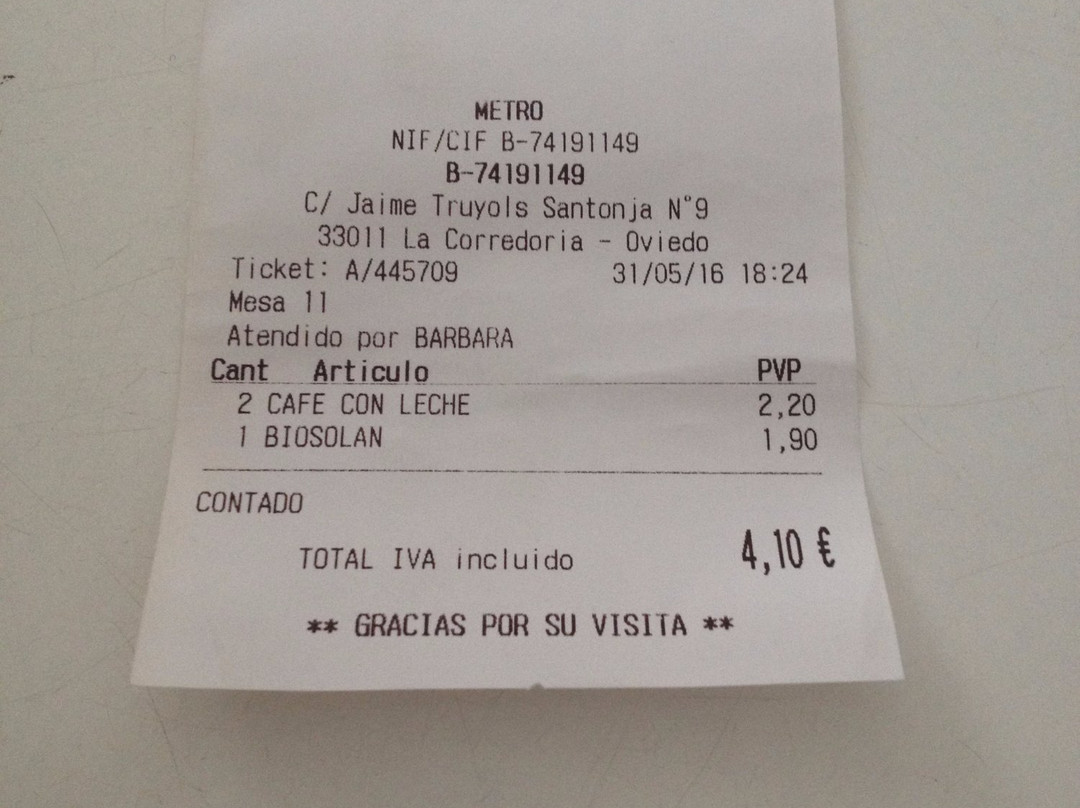 METRO
NIF/CIF B-74191149
B-74191149
C/ Jaime Truyols Santonja N°9
33011 La Corredoria - Oviedo
Ticket: A/445709 31/05/16 18:24
Mesa 11
Atendido por BARBARA
Cant Articulo PVP
2 CAFE CON LECHE 2,20
1 BIOSOLAN 1,90
CONTADO
TOTAL IVA incluido 4,10 €
** GRACIAS POR SU VISITA **